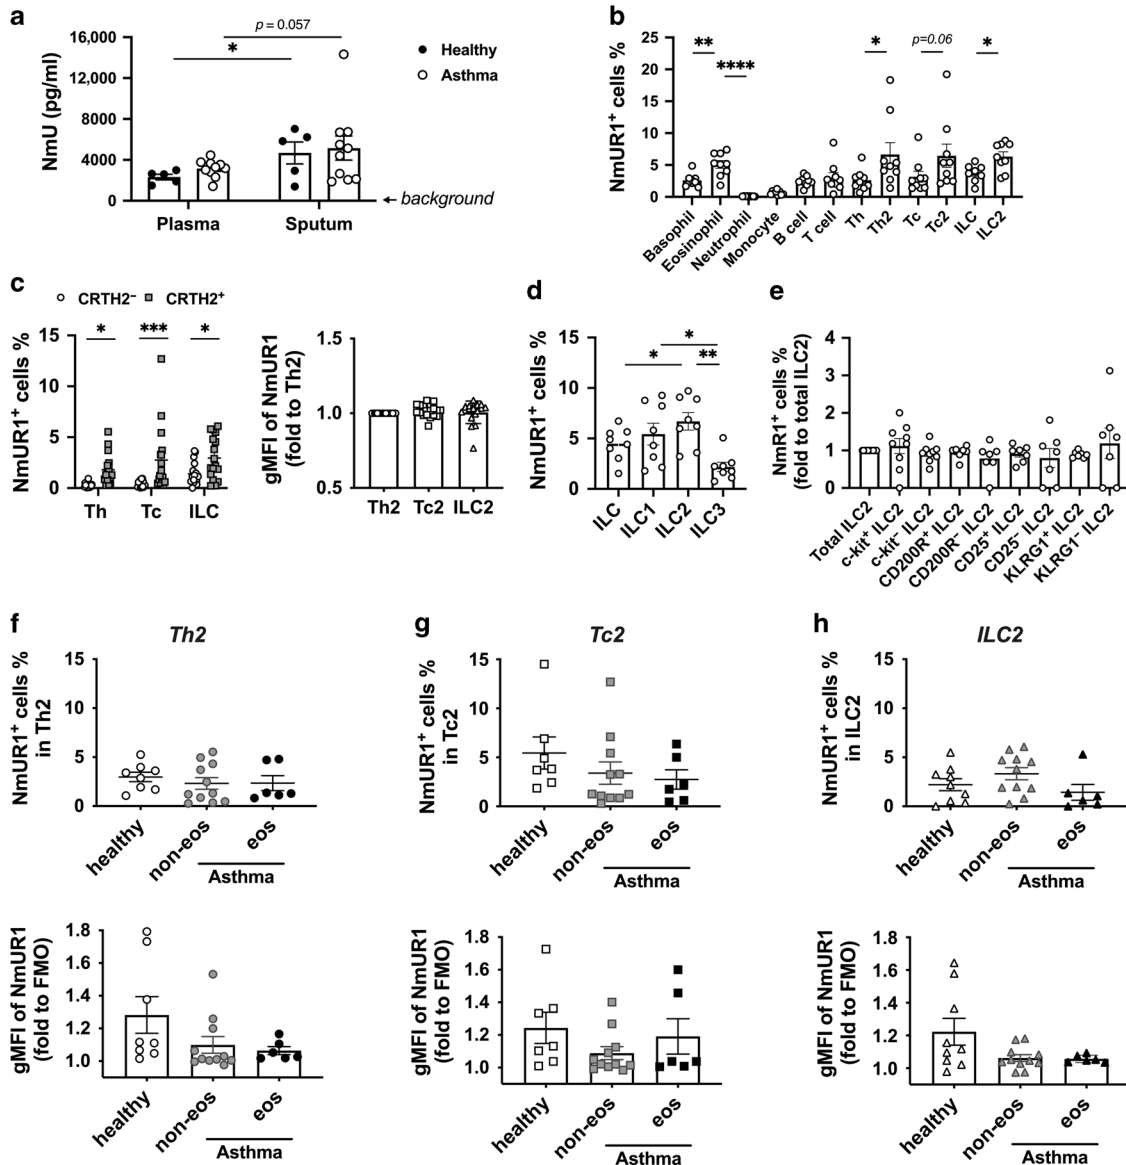 a
p = 0.057
*
16,000
12,000
8000
4000
0
NmU (pg/ml)
Healthy
Asthma
← background
Plasma
Sputum
b
p=0.06
** **** * *
25
20
15
10
5
0
NmUR1⁺ cells %
Basophil
Eosinophil
Neutrophil
Monocyte
B cell
T cell
Th
Th2
Tc
Tc2
ILC
ILC2
c
CRTH2⁻ CRTH2⁺
* *** *
15
10
5
0
NmUR1⁺ cells %
Th Tc ILC
gMFI of NmUR1
(fold to Th2)
1.5
1.0
0.5
Th2 Tc2 ILC2
d
*
* **
15
10
5
0
NmUR1⁺ cells %
ILC
ILC1
ILC2
ILC3
e
NmR1⁺ cells %
(fold to total ILC2)
4
3
2
1
0
Total ILC2
c-kit⁺ ILC2
c-kit⁻ ILC2
CD200R⁺ ILC2
CD200R⁻ ILC2
CD25⁺ ILC2
CD25⁻ ILC2
KLRG1⁺ ILC2
KLRG1⁻ ILC2
f
Th2
NmUR1⁺ cells %
in Th2
15
10
5
0
healthy
non-eos
eos
Asthma
gMFI of NmUR1
(fold to FMO)
1.8
1.6
1.4
1.2
1.0
healthy
non-eos
eos
Asthma
g
Tc2
NmUR1⁺ cells %
in Tc2
15
10
5
0
healthy
non-eos
eos
Asthma
gMFI of NmUR1
(fold to FMO)
1.8
1.6
1.4
1.2
1.0
healthy
non-eos
eos
Asthma
h
ILC2
NmUR1⁺ cells %
in ILC2
15
10
5
0
healthy
non-eos
eos
Asthma
gMFI of NmUR1
(fold to FMO)
1.8
1.6
1.4
1.2
1.0
healthy
non-eos
eos
Asthma